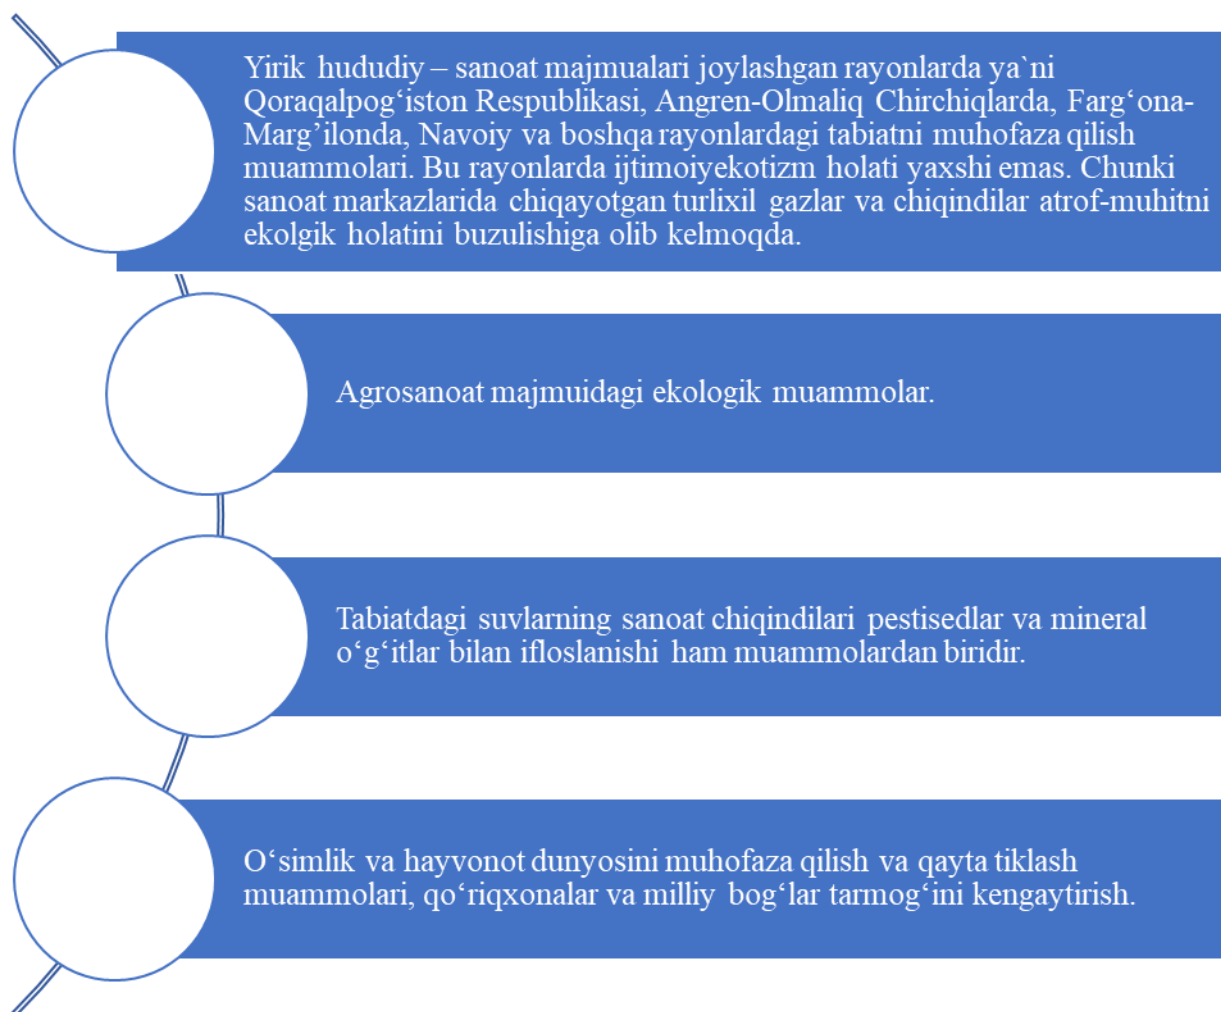 Yirik hududiy – sanoat majmualari joylashgan rayonlarda ya`ni
Qoraqalpog‘iston Respublikasi, Angren-Olmaliq Chirchiqlarda, Farg‘ona-
Marg’ilonda, Navoiy va boshqa rayonlardagi tabiatni muhofaza qilish
muammolari. Bu rayonlarda ijtimoiyekotizm holati yaxshi emas. Chunki
sanoat markazlarida chiqayotgan turlixil gazlar va chiqindilar atrof-muhitni
ekolgik holatini buzulishiga olib kelmoqda.
Agrosanoat majmuidagi ekologik muammolar.
Tabiatdagi suvlarning sanoat chiqindilari pestisedlar va mineral
o‘g‘itlar bilan ifloslanishi ham muammolardan biridir.
O‘simlik va hayvonot dunyosini muhofaza qilish va qayta tiklash
muammolari, qo‘riqxonalar va milliy bog‘lar tarmog‘ini kengaytirish.